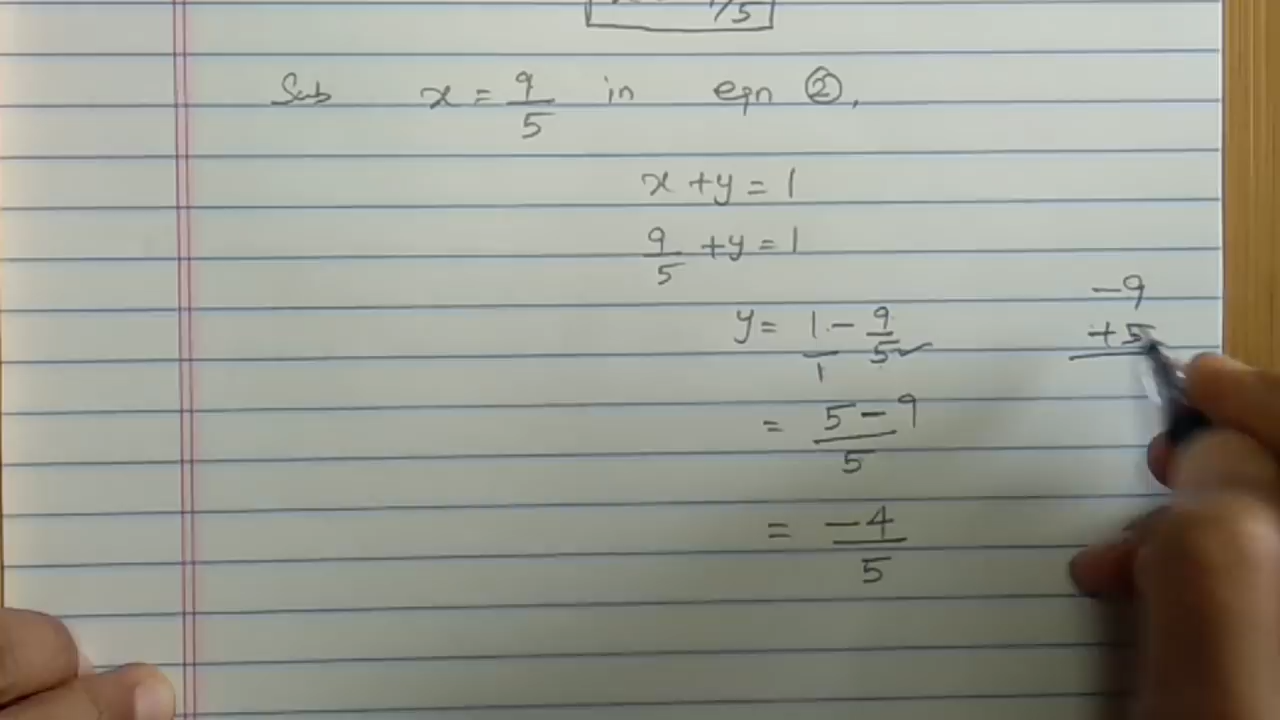 /5
Sub x = 9/5 in eqn ②,
x + y = 1
9/5 + y = 1
y = 1/1 - 9/5 ✓
-9
+5
= 5 - 9/5
= -4/5